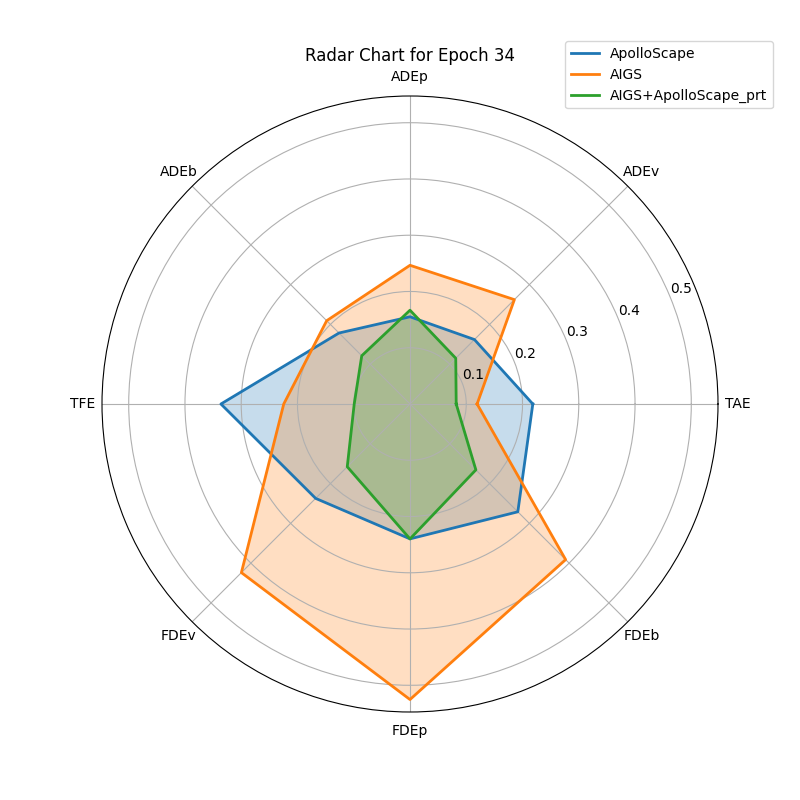 Radar Chart for Epoch 34
ApolloScape
AIGS
AIGS+ApolloScape_prt
ADEp
ADEb
ADEv
0.5
0.4
0.3
0.2
0.1
TFE
TAE
FDEv
FDEb
FDEp